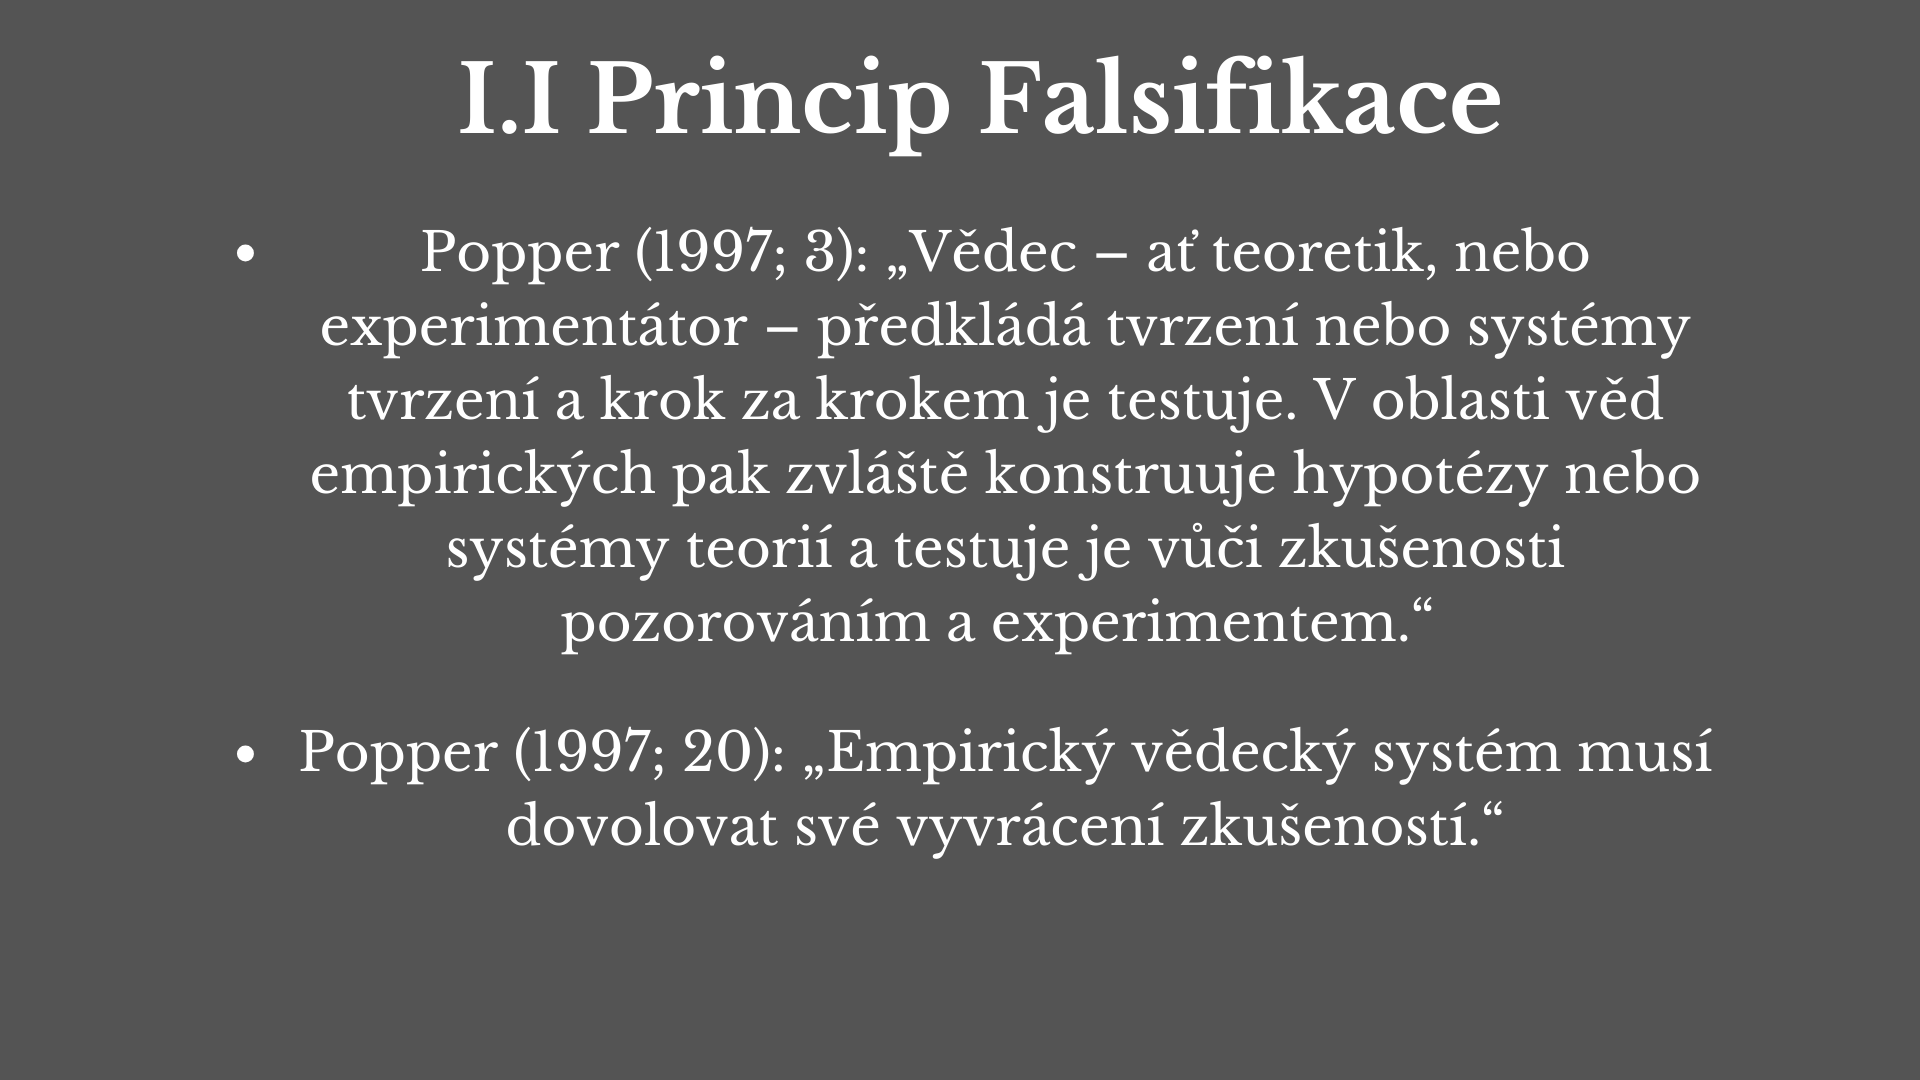 I.I Princip Falsifikace
• Popper (1997; 3): „Vědec – ať teoretik, nebo
experimentátor – předkládá tvrzení nebo systémy
tvrzení a krok za krokem je testuje. V oblasti věd
empirických pak zvláště konstruuje hypotézy nebo
systémy teorií a testuje je vůči zkušenosti
pozorováním a experimentem.“
• Popper (1997; 20): „Empirický vědecký systém musí
dovolovat své vyvrácení zkušeností.“